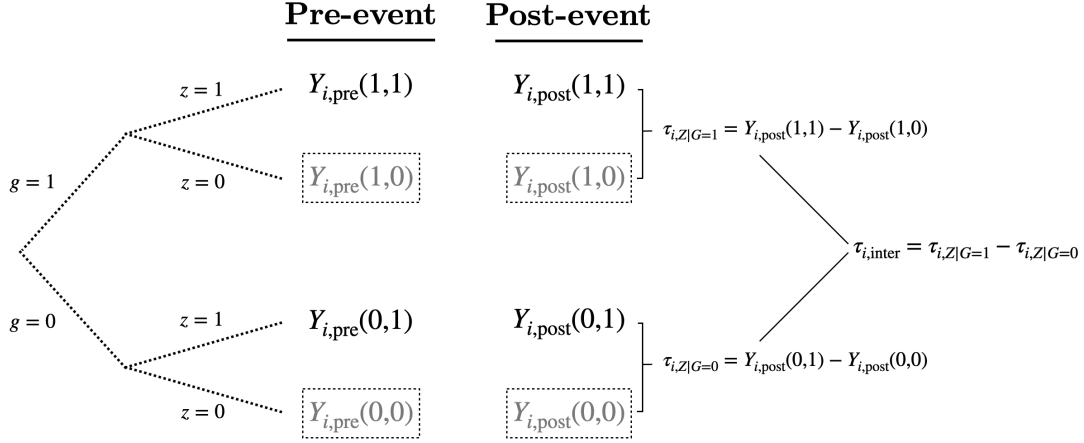 Pre-event Post-event
z = 1 Y_{i,pre}(1,1) Y_{i,post}(1,1)
τ_{i,Z|G=1} = Y_{i,post}(1,1) − Y_{i,post}(1,0)
g = 1 z = 0 Y_{i,pre}(1,0) Y_{i,post}(1,0)
τ_{i,inter} = τ_{i,Z|G=1} − τ_{i,Z|G=0}
g = 0 z = 1 Y_{i,pre}(0,1) Y_{i,post}(0,1)
τ_{i,Z|G=0} = Y_{i,post}(0,1) − Y_{i,post}(0,0)
z = 0 Y_{i,pre}(0,0) Y_{i,post}(0,0)